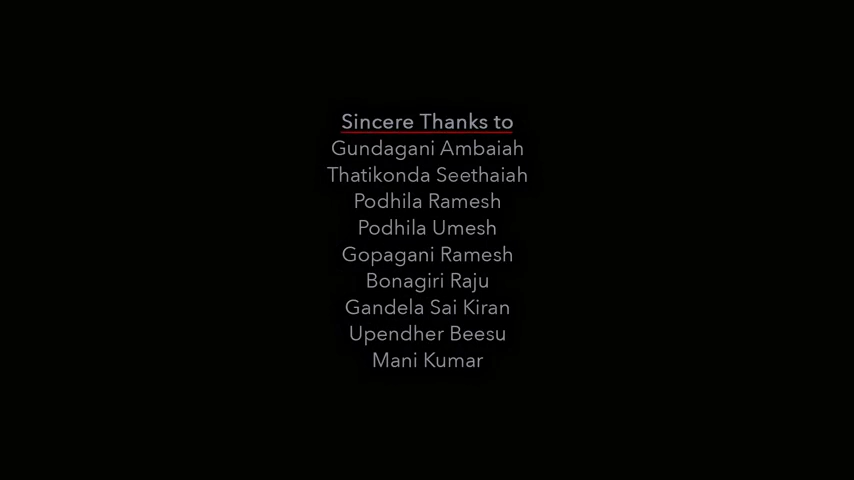 Sincere Thanks to
Gundagani Ambaiah
Thatikonda Seethaiah
Podhila Ramesh
Podhila Umesh
Gopagani Ramesh
Bonagiri Raju
Gandela Sai Kiran
Upendher Beesu
Mani Kumar